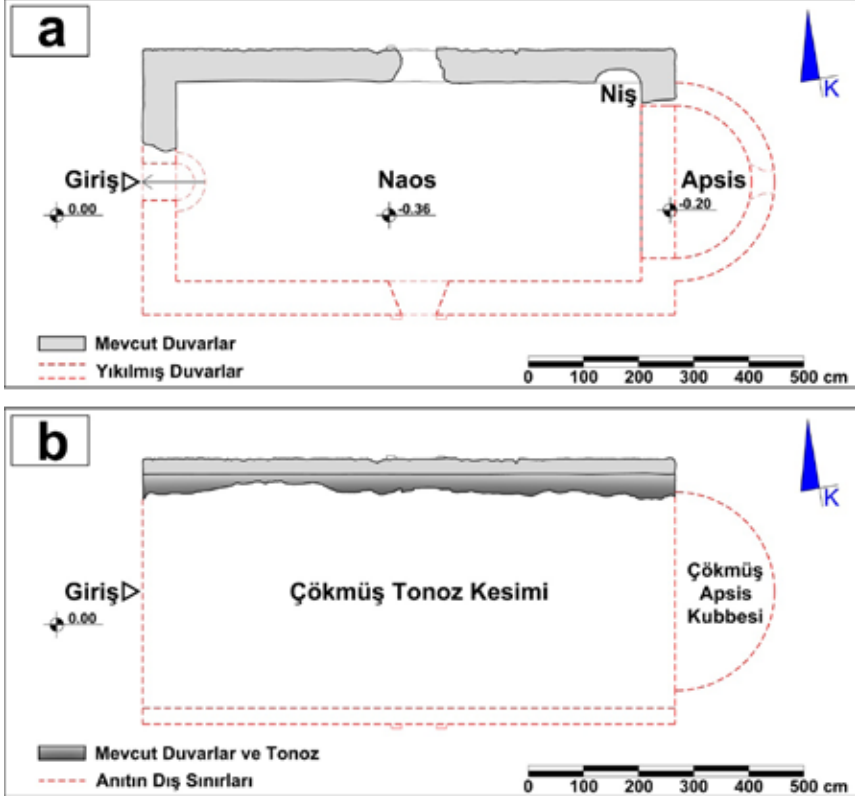 a
K
Niş
Giriş
Naos
Apsis
0.00
-0.36
-0.20
Mevcut Duvarlar
Yıkılmış Duvarlar
0 100 200 300 400 500 cm
b
K
Giriş
Çökmüş Tonoz Kesimi
Çökmüş
Apsis
Kubbesi
0.00
Mevcut Duvarlar ve Tonoz
Anıtın Dış Sınırları
0 100 200 300 400 500 cm